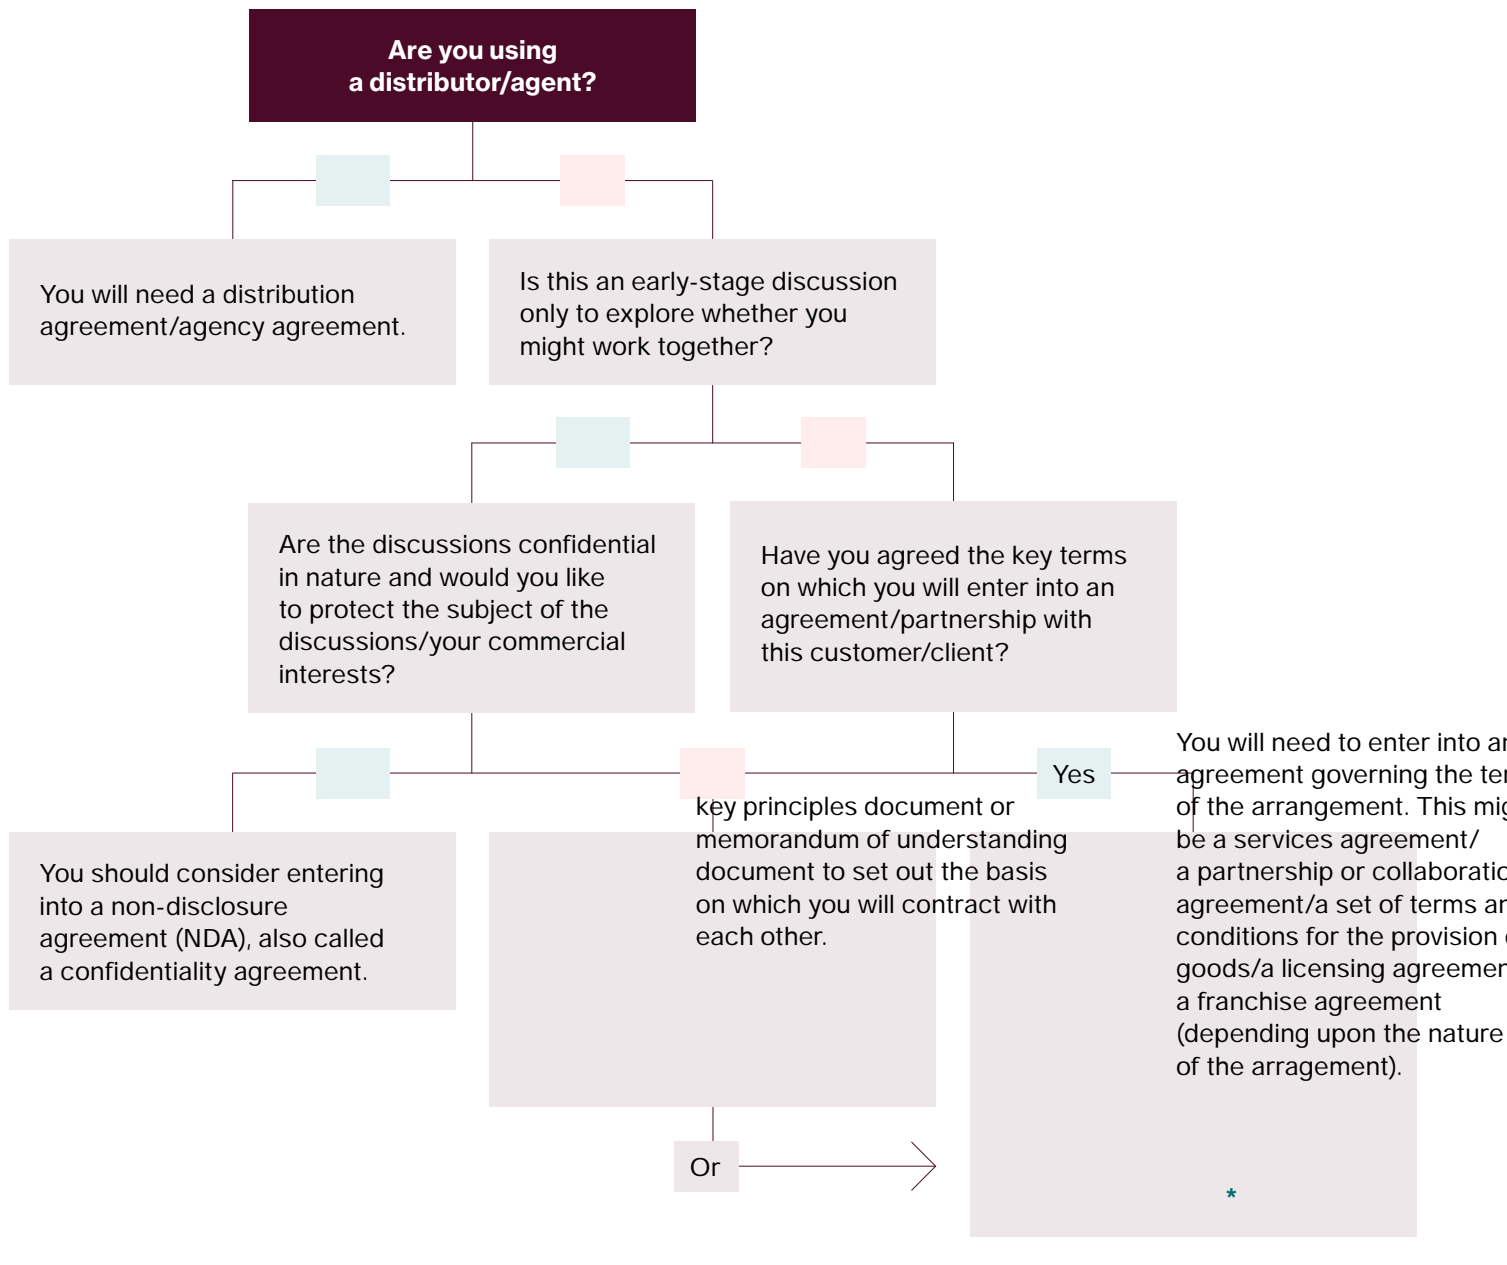 Are you using
a distributor/agent?
You will need a distribution
agreement/agency agreement.
Is this an early-stage discussion
only to explore whether you
might work together?
Are the discussions confidential
in nature and would you like
to protect the subject of the
discussions/your commercial
interests?
Have you agreed the key terms
on which you will enter into an
agreement/partnership with
this customer/client?
Yes
You should consider entering
into a non-disclosure
agreement (NDA), also called
a confidentiality agreement.
key principles document or
memorandum of understanding
document to set out the basis
on which you will contract with
each other.
You will need to enter into
agreement governing the
of the arrangement. This
be a services agreement/
a partnership or
agreement/a set of terms
conditions for the provision
goods/a licensing
a franchise agreement
(depending upon the nature
of the arragement).
Or
*